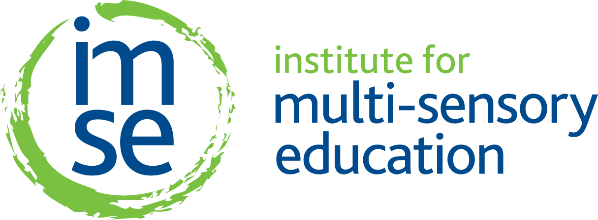 im
se
institute for
multi-sensory
education